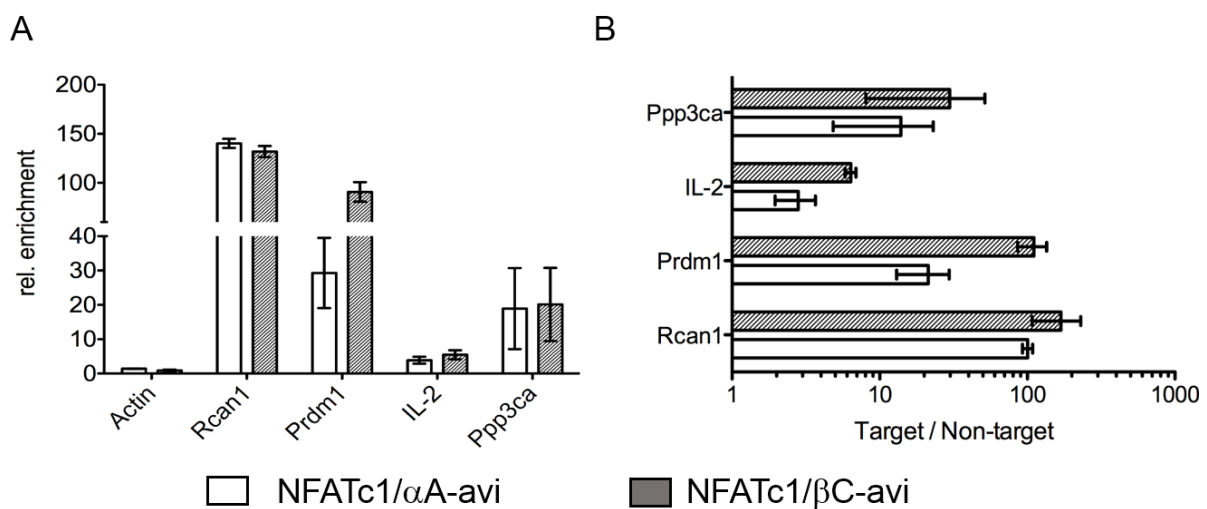 A
B
rel. enrichment
200
150
100
40
30
20
10
0
Actin
Rcan1
Prdm1
IL-2
Ppp3ca
Ppp3ca
IL-2
Prdm1
Rcan1
1
10
100
1000
Target / Non-target
NFATc1/αA-avi
NFATc1/βC-avi